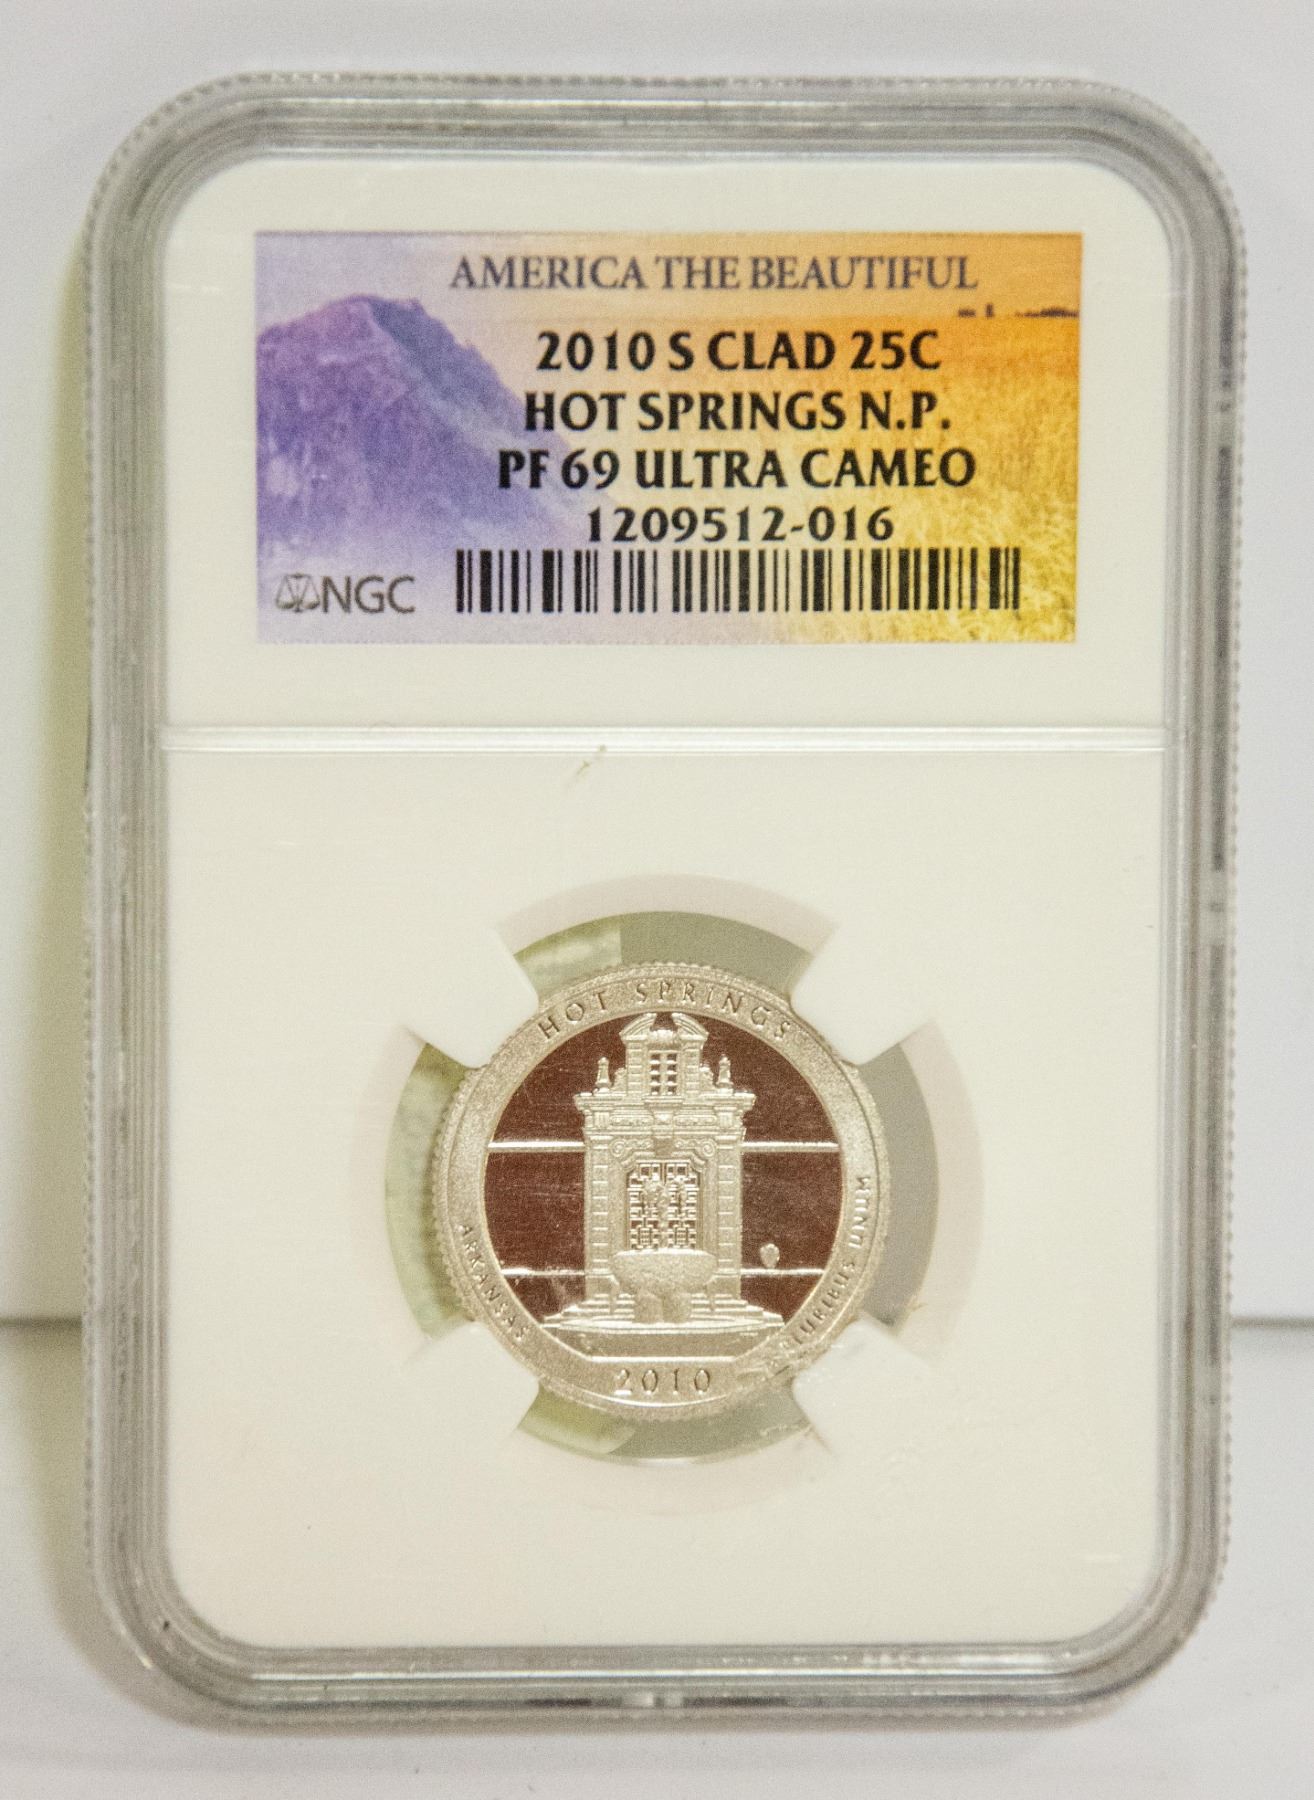 AMERICA THE BEAUTIFUL
2010 S CLAD 25C
HOT SPRINGS N.P.
PF 69 ULTRA CAMEO
1209512-016
NGC
HOT SPRINGS
ARKANSAS
2010
PLURIBUS UNUM